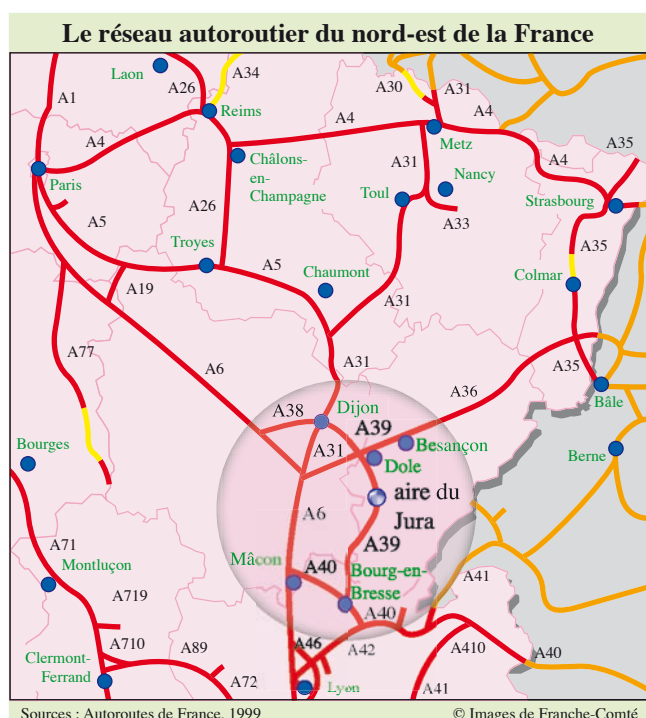 Le réseau autoroutier du nord-est de la France
Laon
A26
A34
A30
A31
A1
Reims
A4
A4
A4
A35
Metz
A4
Châlons-
en-
Champagne
A31
Nancy
Paris
Toul
Strasbourg
A26
A33
A5
Troyes
A35
A5
Chaumont
Colmar
A19
A31
A77
A6
A31
A36
A35
Bâle
A38
Dijon
A39
Bourges
A31
Besançon
Berne
Dole
aire du
Jura
A6
A71
A39
Mâcon
A40
Bourg-en-
Bresse
Montluçon
A41
A719
A40
A710
A89
A46
A42
A410
A40
Clermont-
Ferrand
A72
Lyon
A41
Sources : Autoroutes de France, 1999
© Images de Franche-Comté